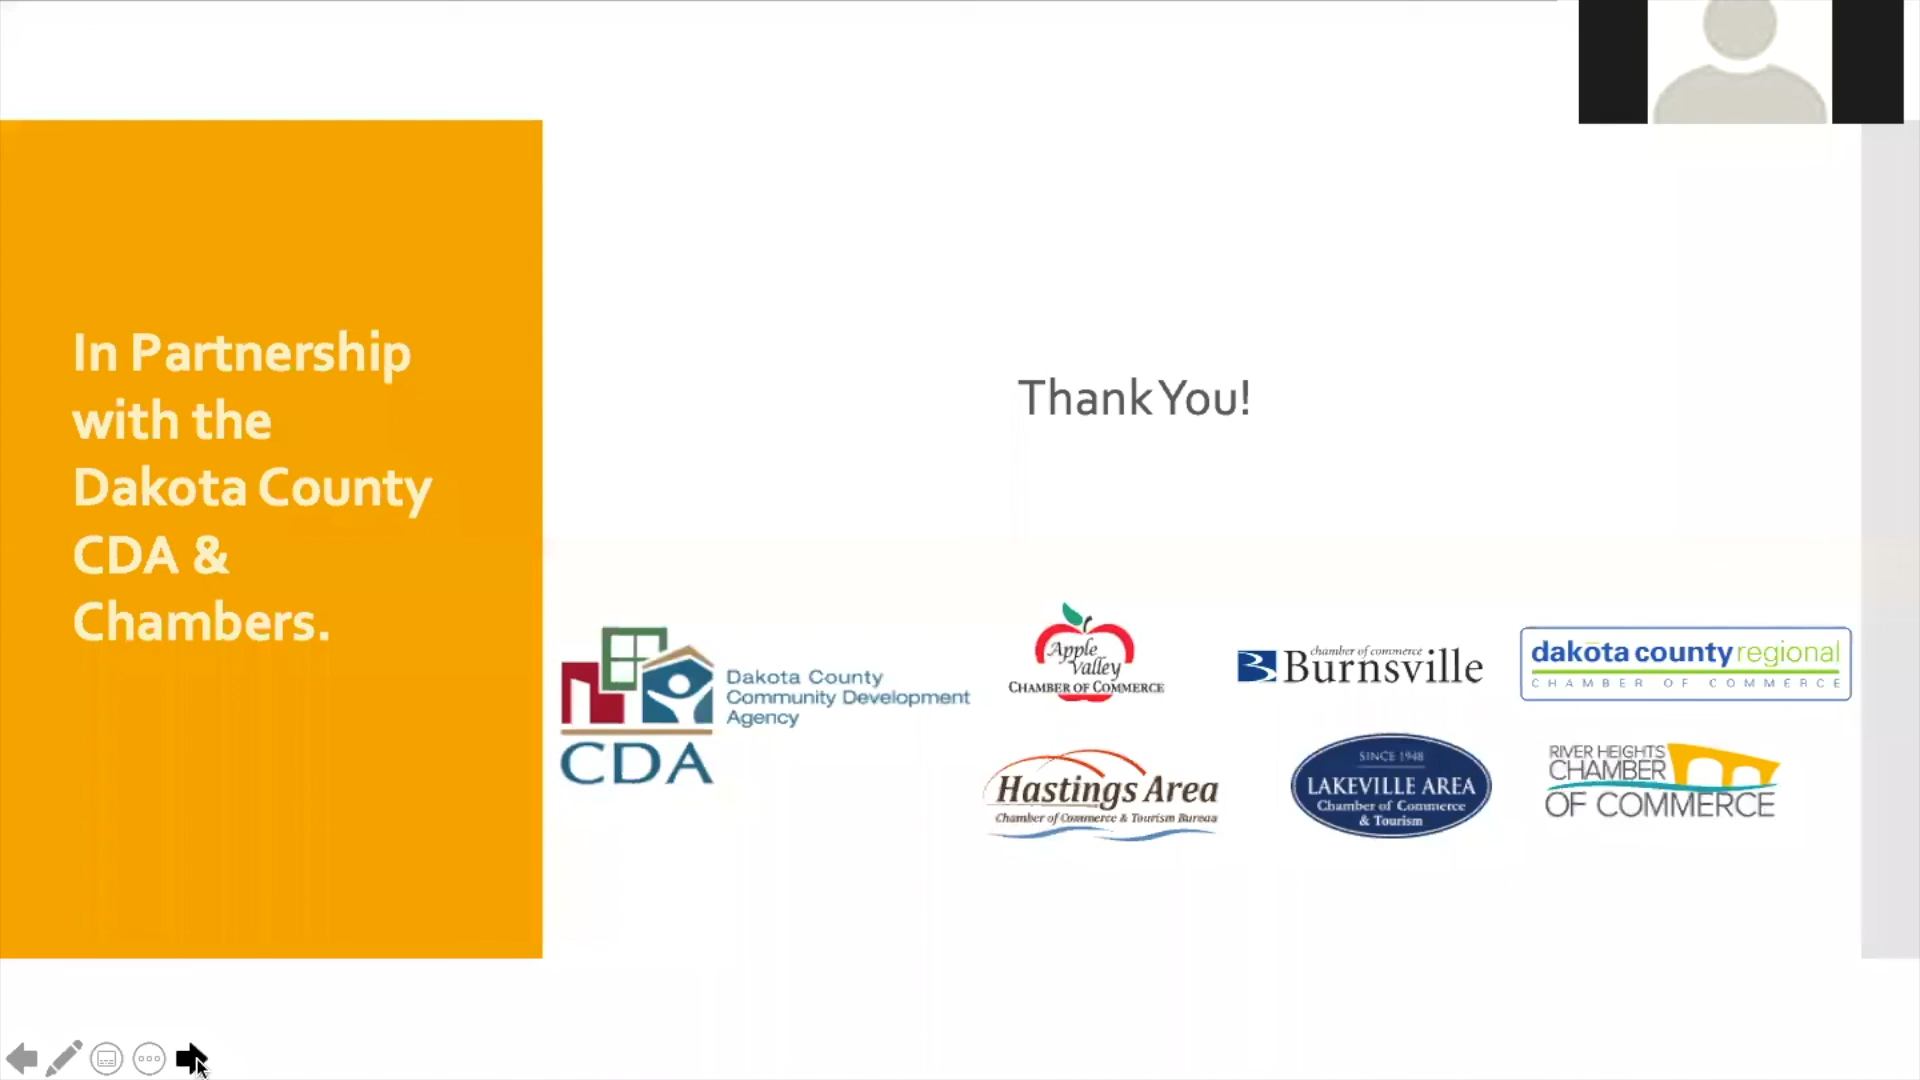 In Partnership
with the
Dakota County
CDA &
Chambers.
Thank You!
Dakota County
Community Development
Agency
CDA
Apple
Valley
CHAMBER OF COMMERCE
chamber of commerce
Burnsville
dakota county regional
CHAMBER OF COMMERCE
Hastings Area
Chamber of Commerce & Tourism Bureau
SINCE 1948
LAKEVILLE AREA
Chamber of Commerce
& Tourism
RIVER HEIGHTS
CHAMBER
OF COMMERCE